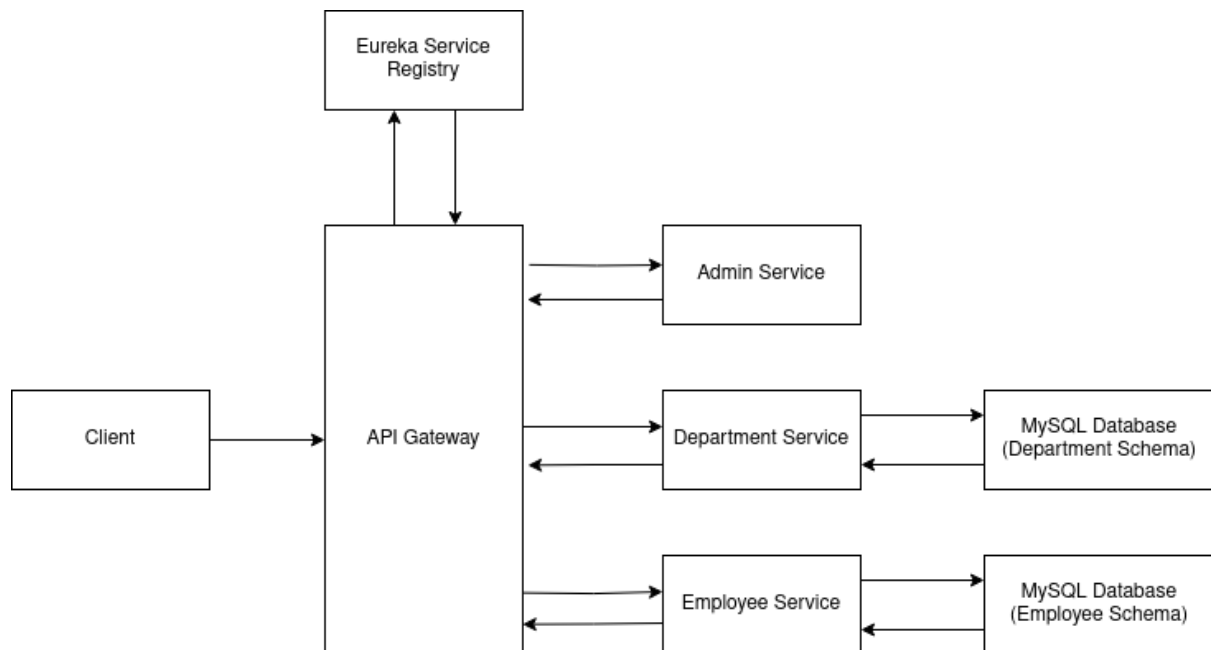 Eureka Service
Registry
Admin Service
Client
API Gateway
Department Service
MySQL Database
(Department Schema)
Employee Service
MySQL Database
(Employee Schema)